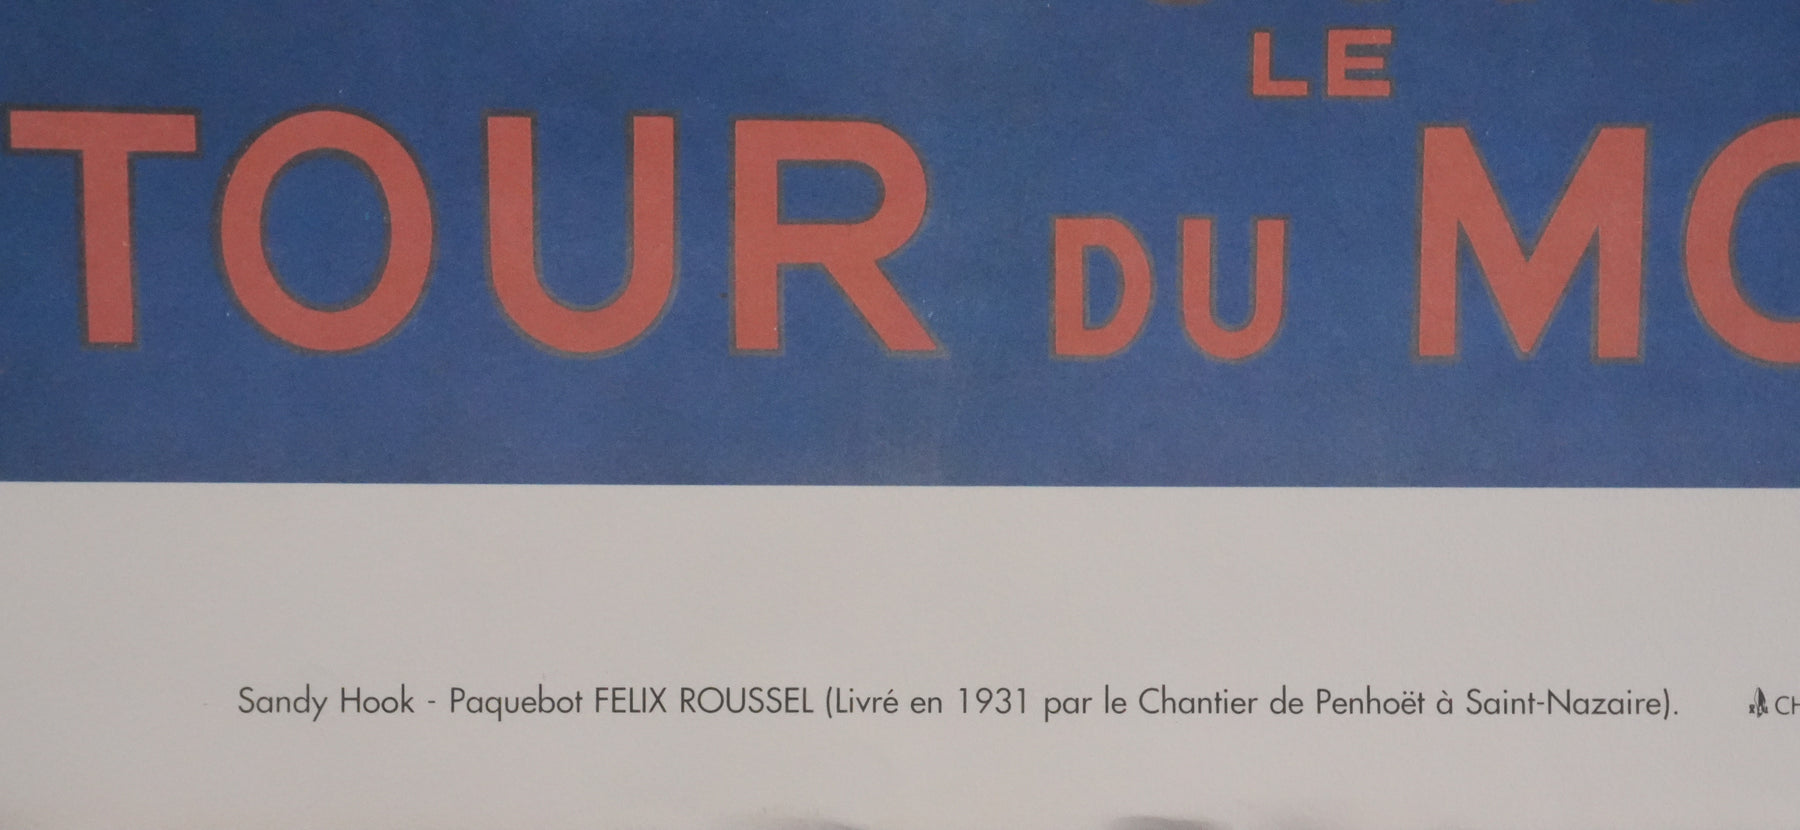 LE
TOUR DU MO
Sandy Hook - Paquebot FELIX ROUSSEL (Livré en 1931 par le Chantier de Penhoët à Saint-Nazaire). CH